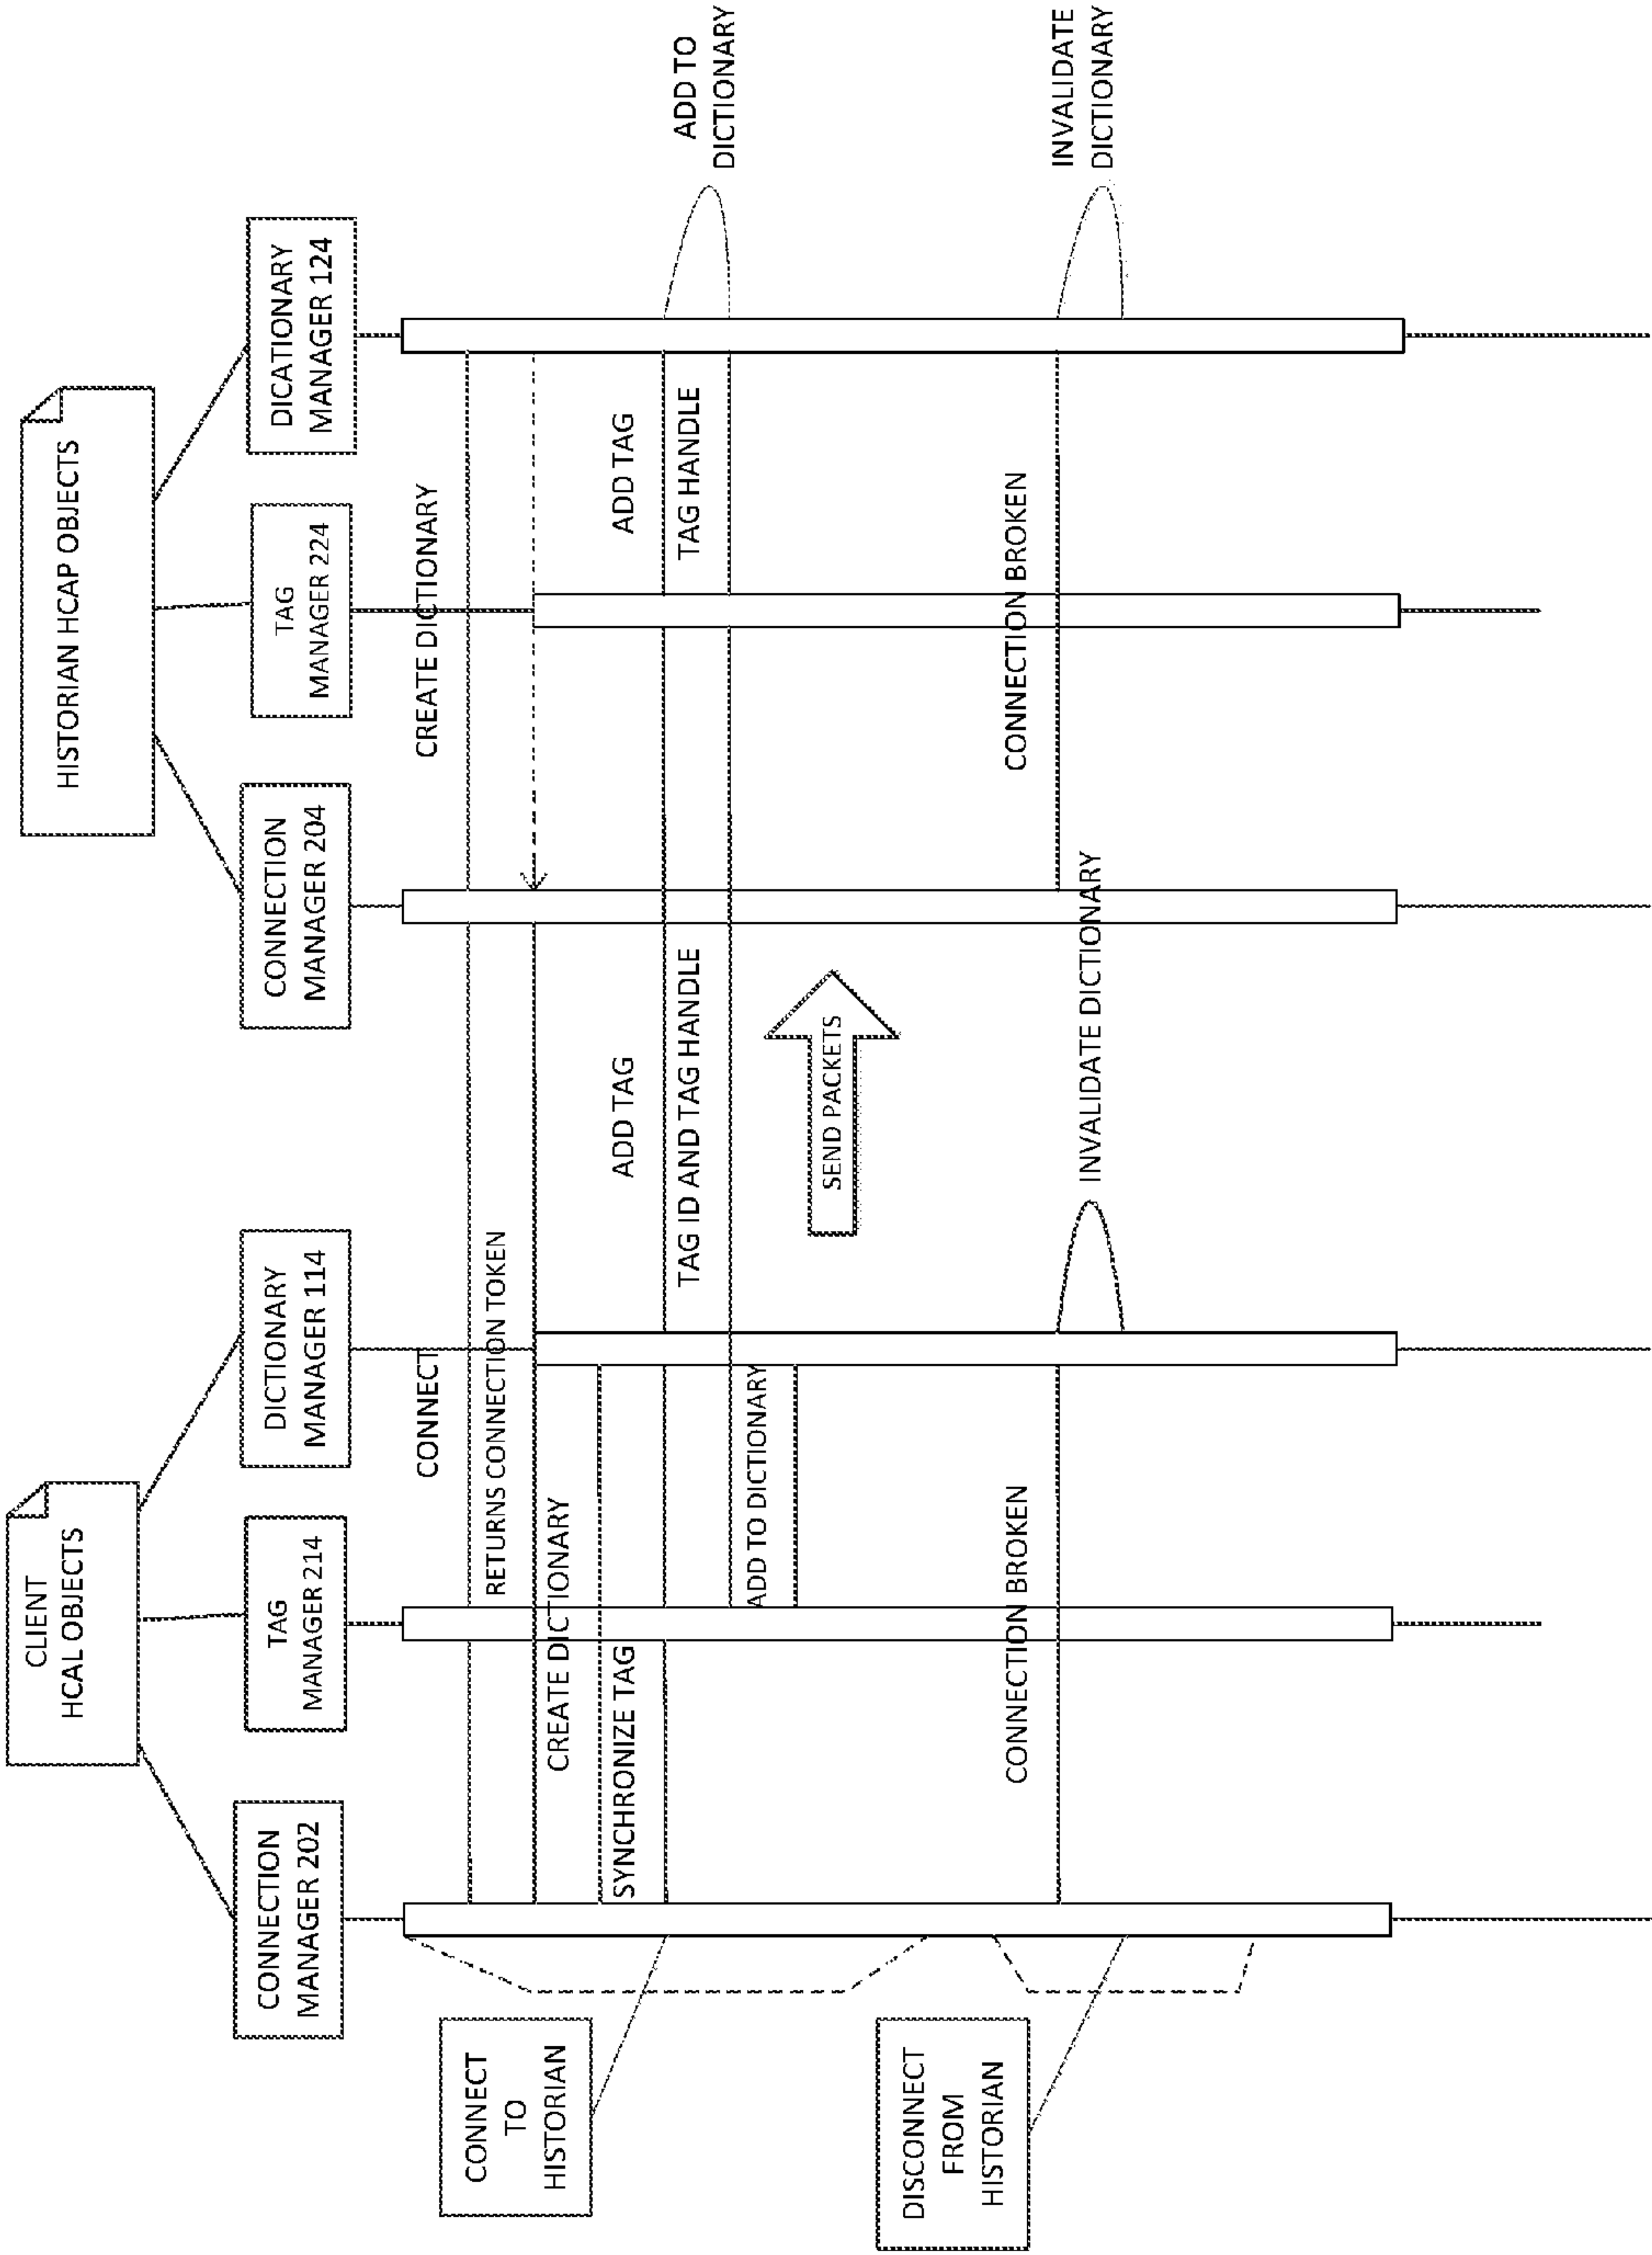 CLIENT
HCAL OBJECTS
HISTORIAN HCAP OBJECTS
CONNECTION
MANAGER 202
TAG
MANAGER 214
DICTIONARY
MANAGER 114
CONNECTION
MANAGER 204
TAG
MANAGER 224
DICATIONARY
MANAGER 124
CONNECT
TO
HISTORIAN
CONNECT
CREATE DICTIONARY
RETURNS CONNECTION TOKEN
CREATE DICTIONARY
SYNCHRONIZE TAG
ADD TAG
ADD TAG
ADD TO
DICTIONARY
TAG ID AND TAG HANDLE
TAG HANDLE
ADD TO DICTIONARY
SEND PACKETS
DISCONNECT
FROM
HISTORIAN
CONNECTION BROKEN
CONNECTION BROKEN
INVALIDATE DICTIONARY
INVALIDATE
DICTIONARY